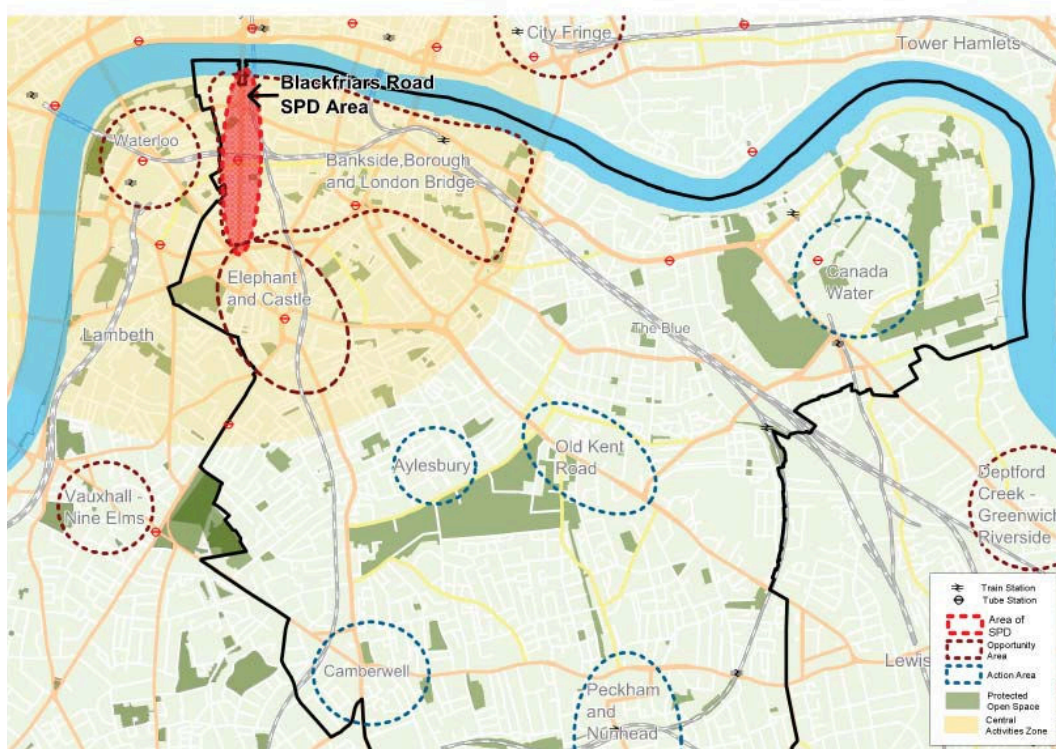 City Fringe
Tower Hamlets
Blackfriars Road
SPD Area
Waterloo
Bankside,Borough
and London Bridge
Elephant
and Castle
Canada
Water
Lambeth
The Blue
Aylesbury
Old Kent
Road
Vauxhall -
Nine Elms
Deptford
Creek -
Greenwich
Riverside
Camberwell
Peckham
and
Nunhead
Lewis
Train Station
Tube Station
Area of
SPD
Opportunity
Area
Action Area
Protected
Open Space
Central
Activities Zone